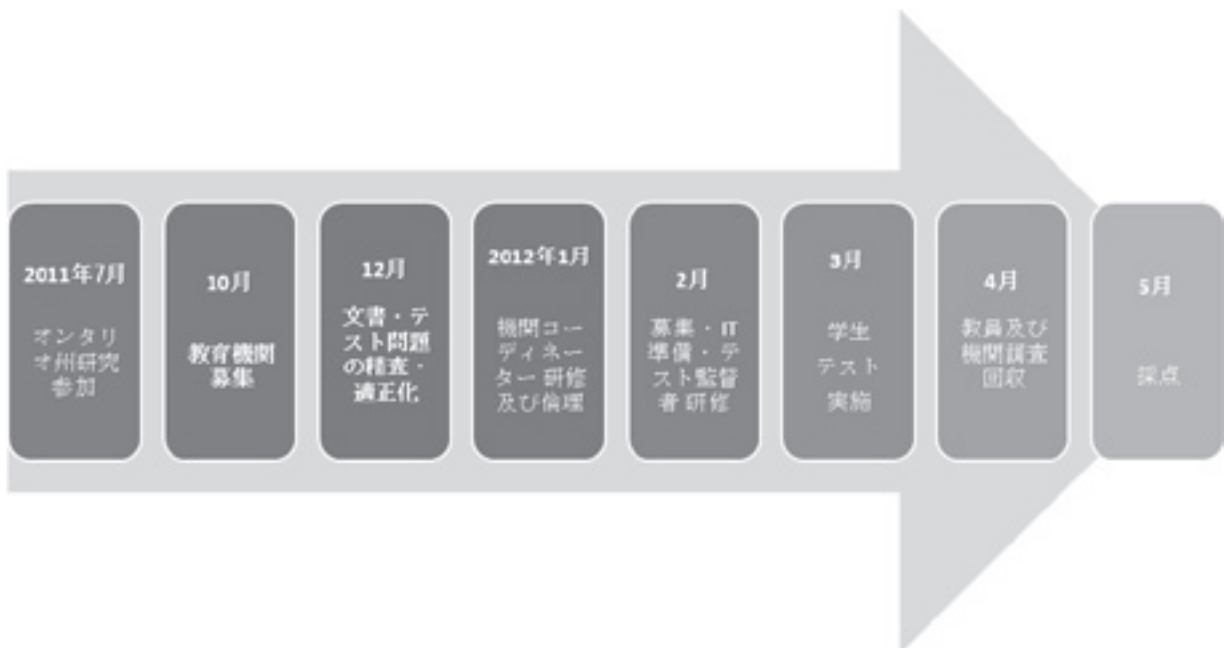 2011年7月
オンタリ
オ州研究
参加
10月
教育機関
募集
12月
文書・テ
スト問題
の精査・
適正化
2012年1月
機関コー
ディネー
ター研修
及び倫理
2月
募集・IT
準備・テ
スト監督
者研修
3月
学生
テスト
実施
4月
教員及び
機関調査
回収
5月
採点